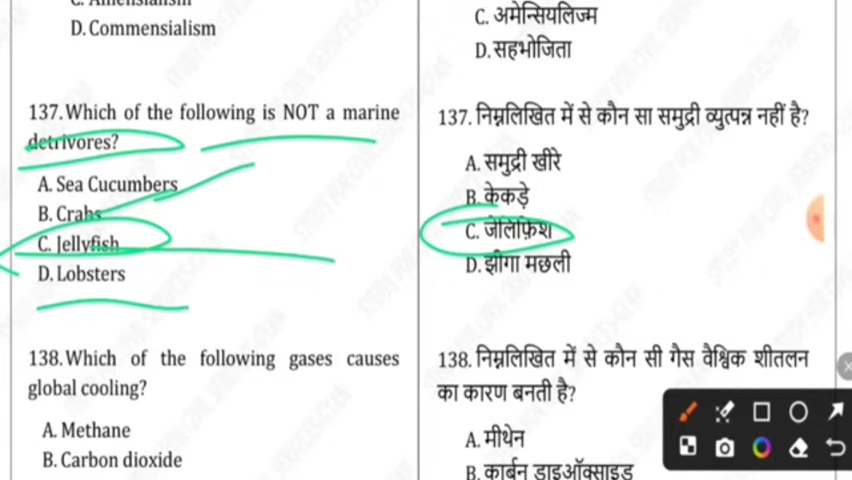 C. Amensialism
D. Commensialism
137. Which of the following is NOT a marine
detrivores?
A. Sea Cucumbers
B. Crabs
C. Jellyfish
D. Lobsters
138. Which of the following gases causes
global cooling?
A. Methane
B. Carbon dioxide
C. अमेन्सियलिज्म
D. सहभोजिता
137. निम्नलिखित में से कौन सा समुद्री व्युत्पन्न नहीं है?
A. समुद्री खीरे
B. केकड़े
C. जेलिफ़िश
D. झींगा मछली
138. निम्नलिखित में से कौन सी गैस वैश्विक शीतलन
का कारण बनती है?
A. मीथेन
B. कार्बन डाइऑक्साइड